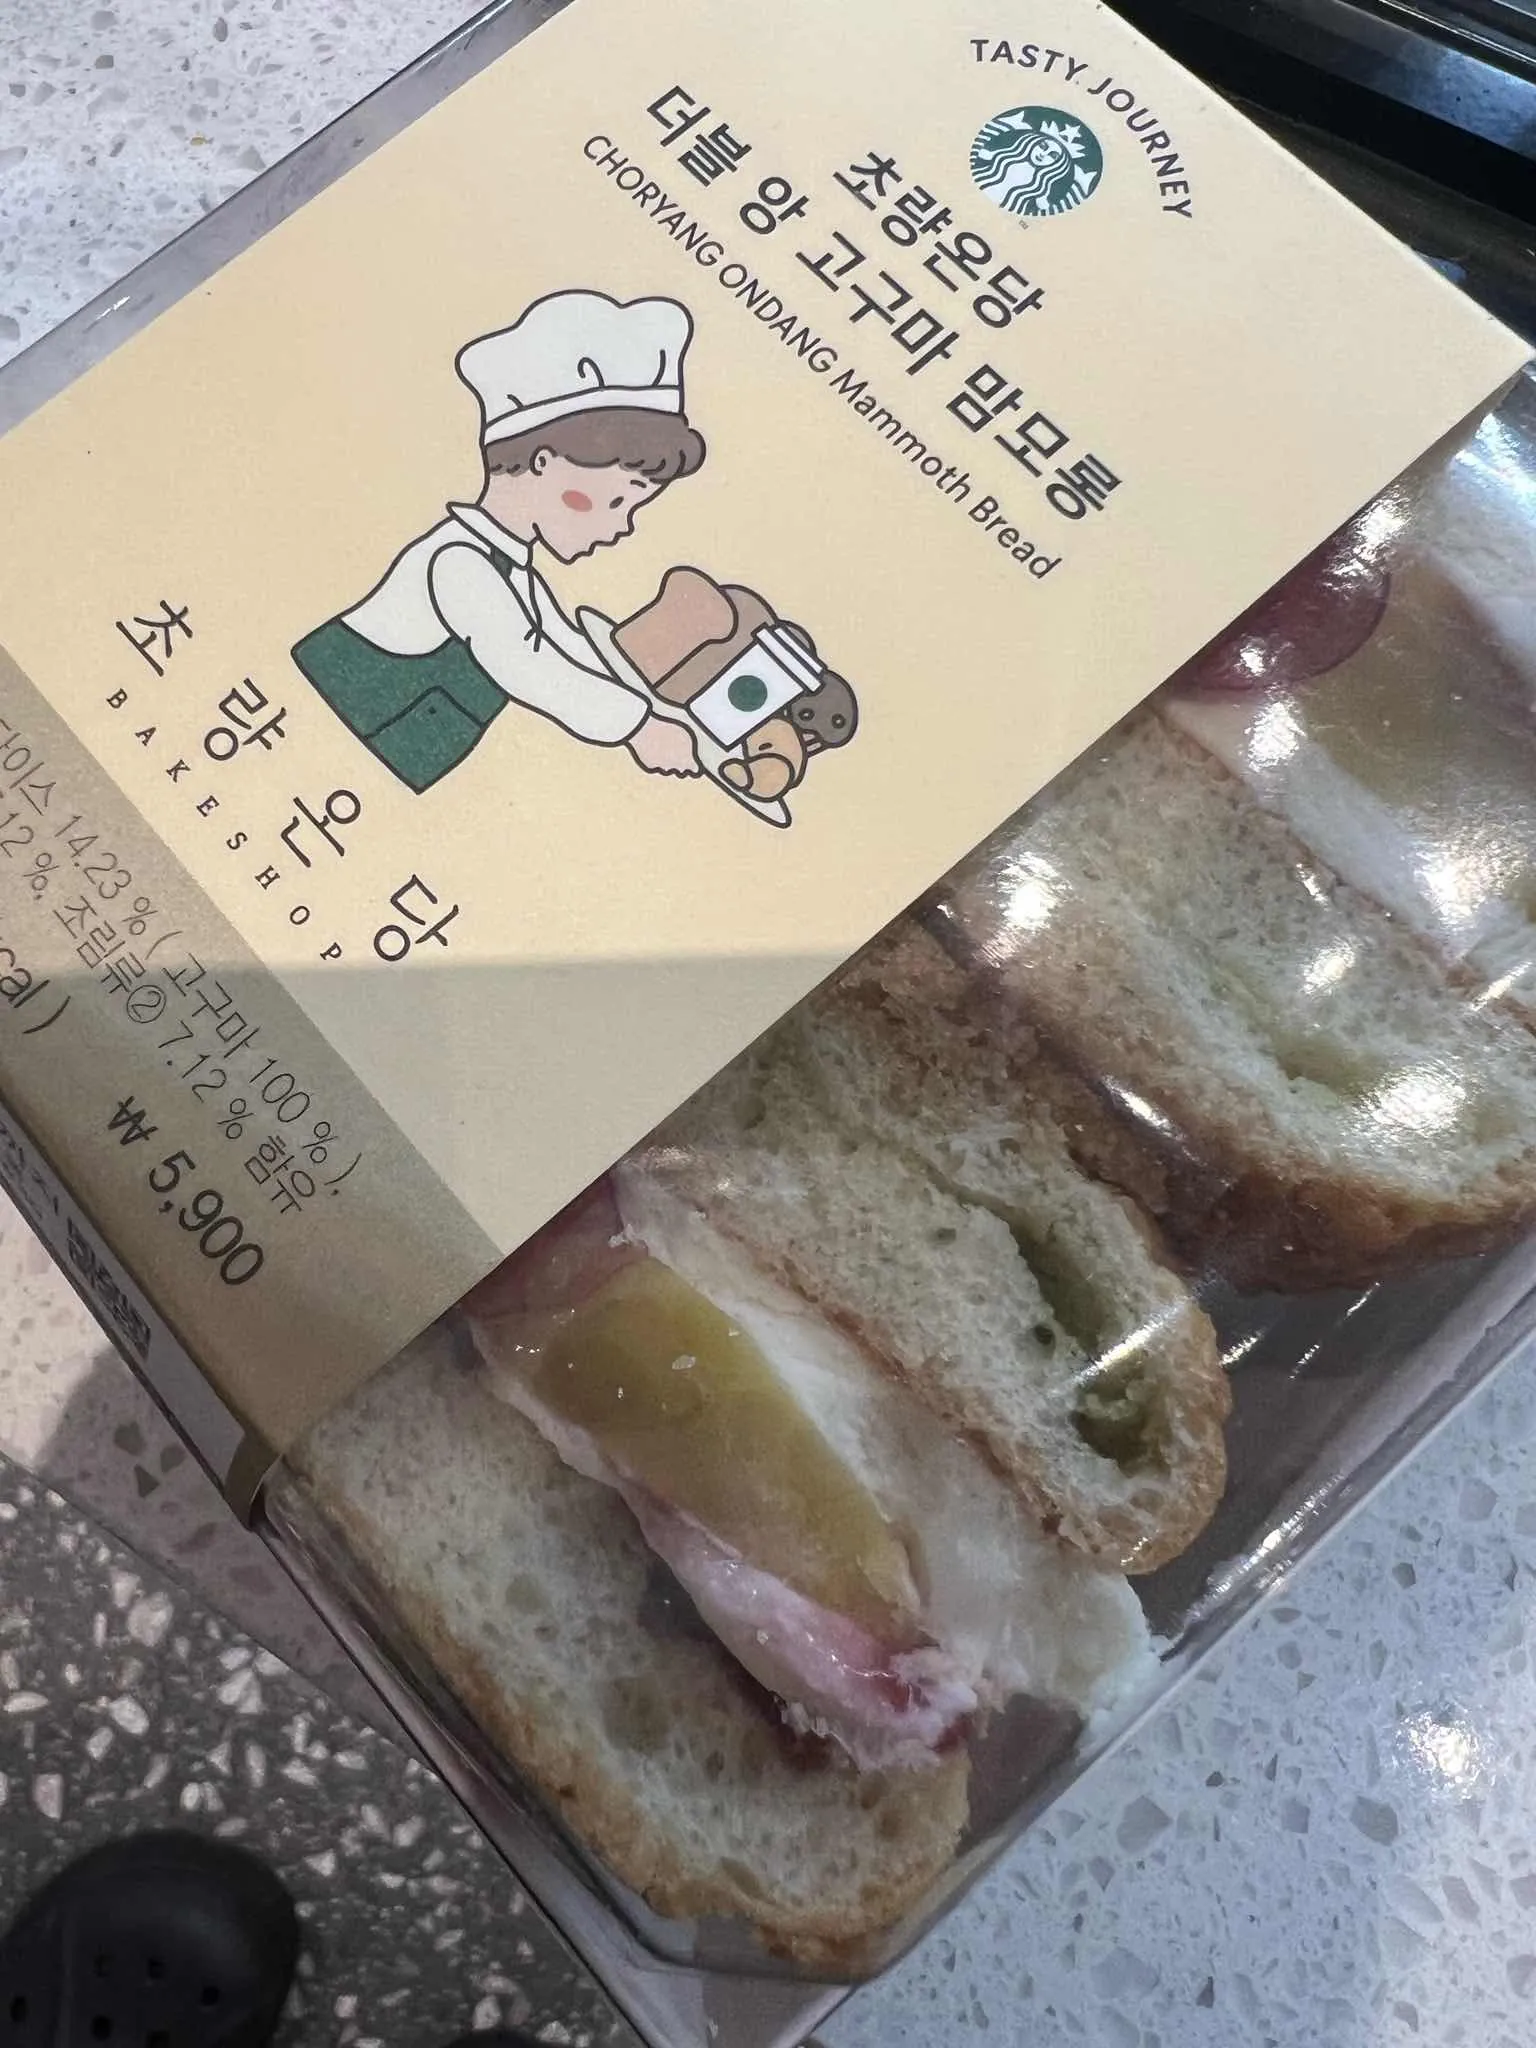 TASTY JOURNEY
초량온당
더블 앙 고구마 맘모롱
CHORYANG ONDANG Mammoth Bread
초량온당
BAKESHOP
다이스 14.23 % ( 고구마 100 % ),
12 %, 조림류② 7.12 % 함유
cal )
₩ 5,900